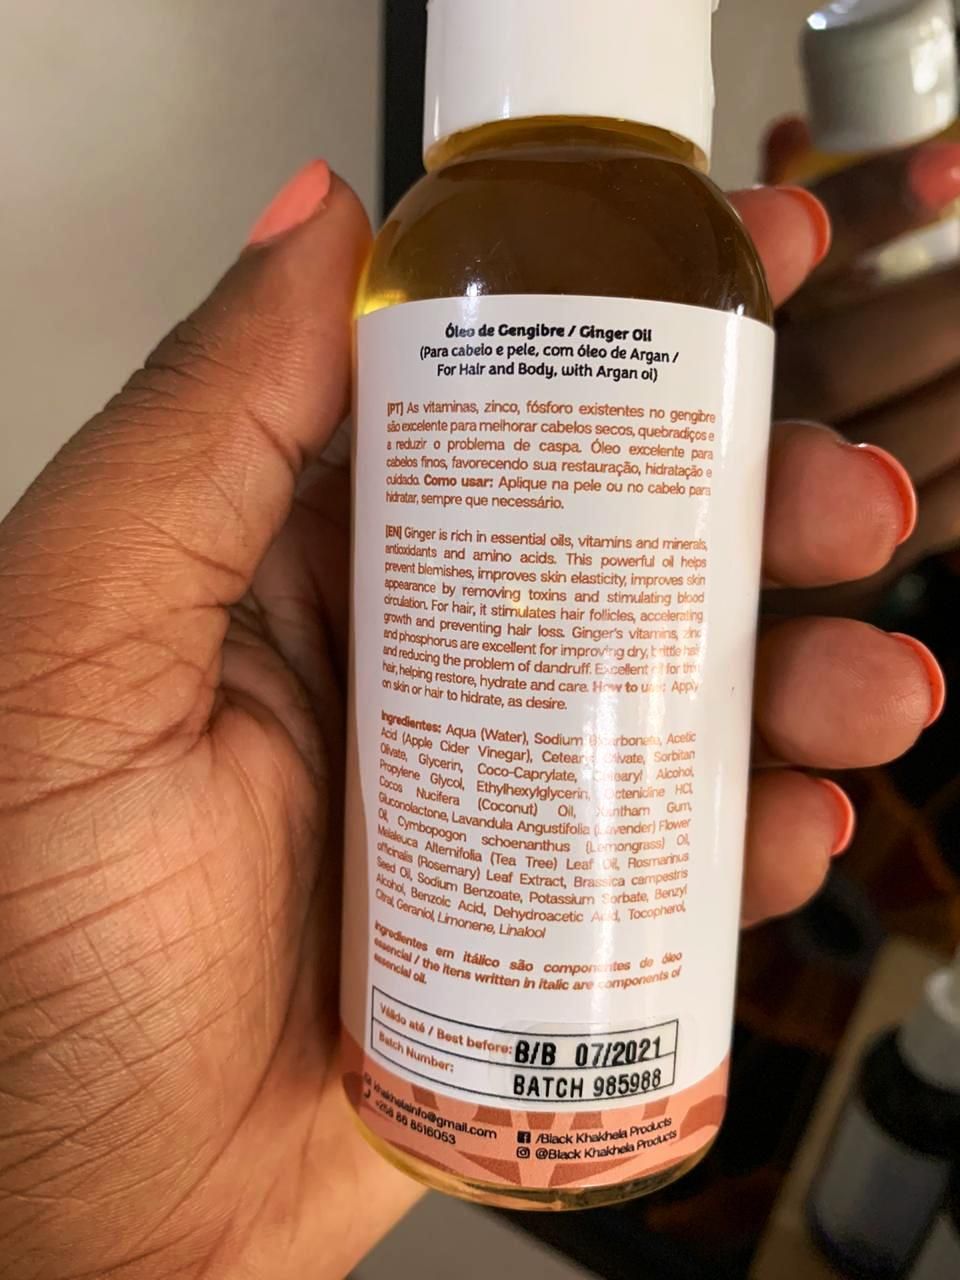 Óleo de Gengibre / Ginger Oil
(Para cabelo e pele, com óleo de Argan /
For Hair and Body, with Argan oi)
[PT] As vitaminas, zinco, fósforo existentes no gengibre
são excelente para melhorar cabelos secos, quebradiços e
a reduzir o problema de caspa. Óleo excelente para
cabelos finos, favorecendo sua restauração, hidratação e
cuidado. Como usar: Aplique na pele ou no cabelo para
hidratar, sempre que necessário.
[EN] Ginger is rich in essential oils, vitamins and minerals,
antioxidants and amino acids. This powerful oil helps
prevent blemishes, improves skin elasticity, improves skin
appearance by removing toxins and stimulating blood
circulation. For hair, it stimulates hair follicles, accelerating
growth and preventing hair loss. Ginger's vitamins, zinc
and phosphorus are excellent for improving dry, brittle hair
and reducing the problem of dandruff. Excellent oil for thin
hair, helping restore, hydrate and care. How to use: Apply
on skin or hair to hidrate, as desire.
Ingredientes: Aqua (Water), Sodium Bicarbonate, Acetic
Acid (Apple Cider Vinegar), Cetearyl Olivate, Sorbitan
Olivate, Glycerin, Coco-Caprylate, Cetearyl Alcohol,
Propylene Glycol, Ethylhexylglycerin, Octenidine HCl,
Cocos Nucifera (Coconut) Oil, Xantham Gum,
Gluconolactone, Lavandula Angustifolia (Lavender) Flower
Oil, Cymbopogon schoenanthus (Lemongrass) Oil,
Melaleuca Alternifolia (Tea Tree) Leaf Oil, Rosmarinus
officinalis (Rosemary) Leaf Extract, Brassica campestris
Seed Oil, Sodium Benzoate, Potassium Sorbate, Benzyl
Alcohol, Benzoic Acid, Dehydroacetic Acid, Tocopherol,
Citral, Geraniol, Limonene, Linalool
Ingredientes em itálico são componentes de óleo
essencial / the itens written in italic are components of
essencial oil.
Válido até / Best before: B/B 07/2021
Batch Number: BATCH 985988
khakhelainfo@gmail.com
+258 86 8516053
/Black Khakhela Products
@Black Khakhela Products